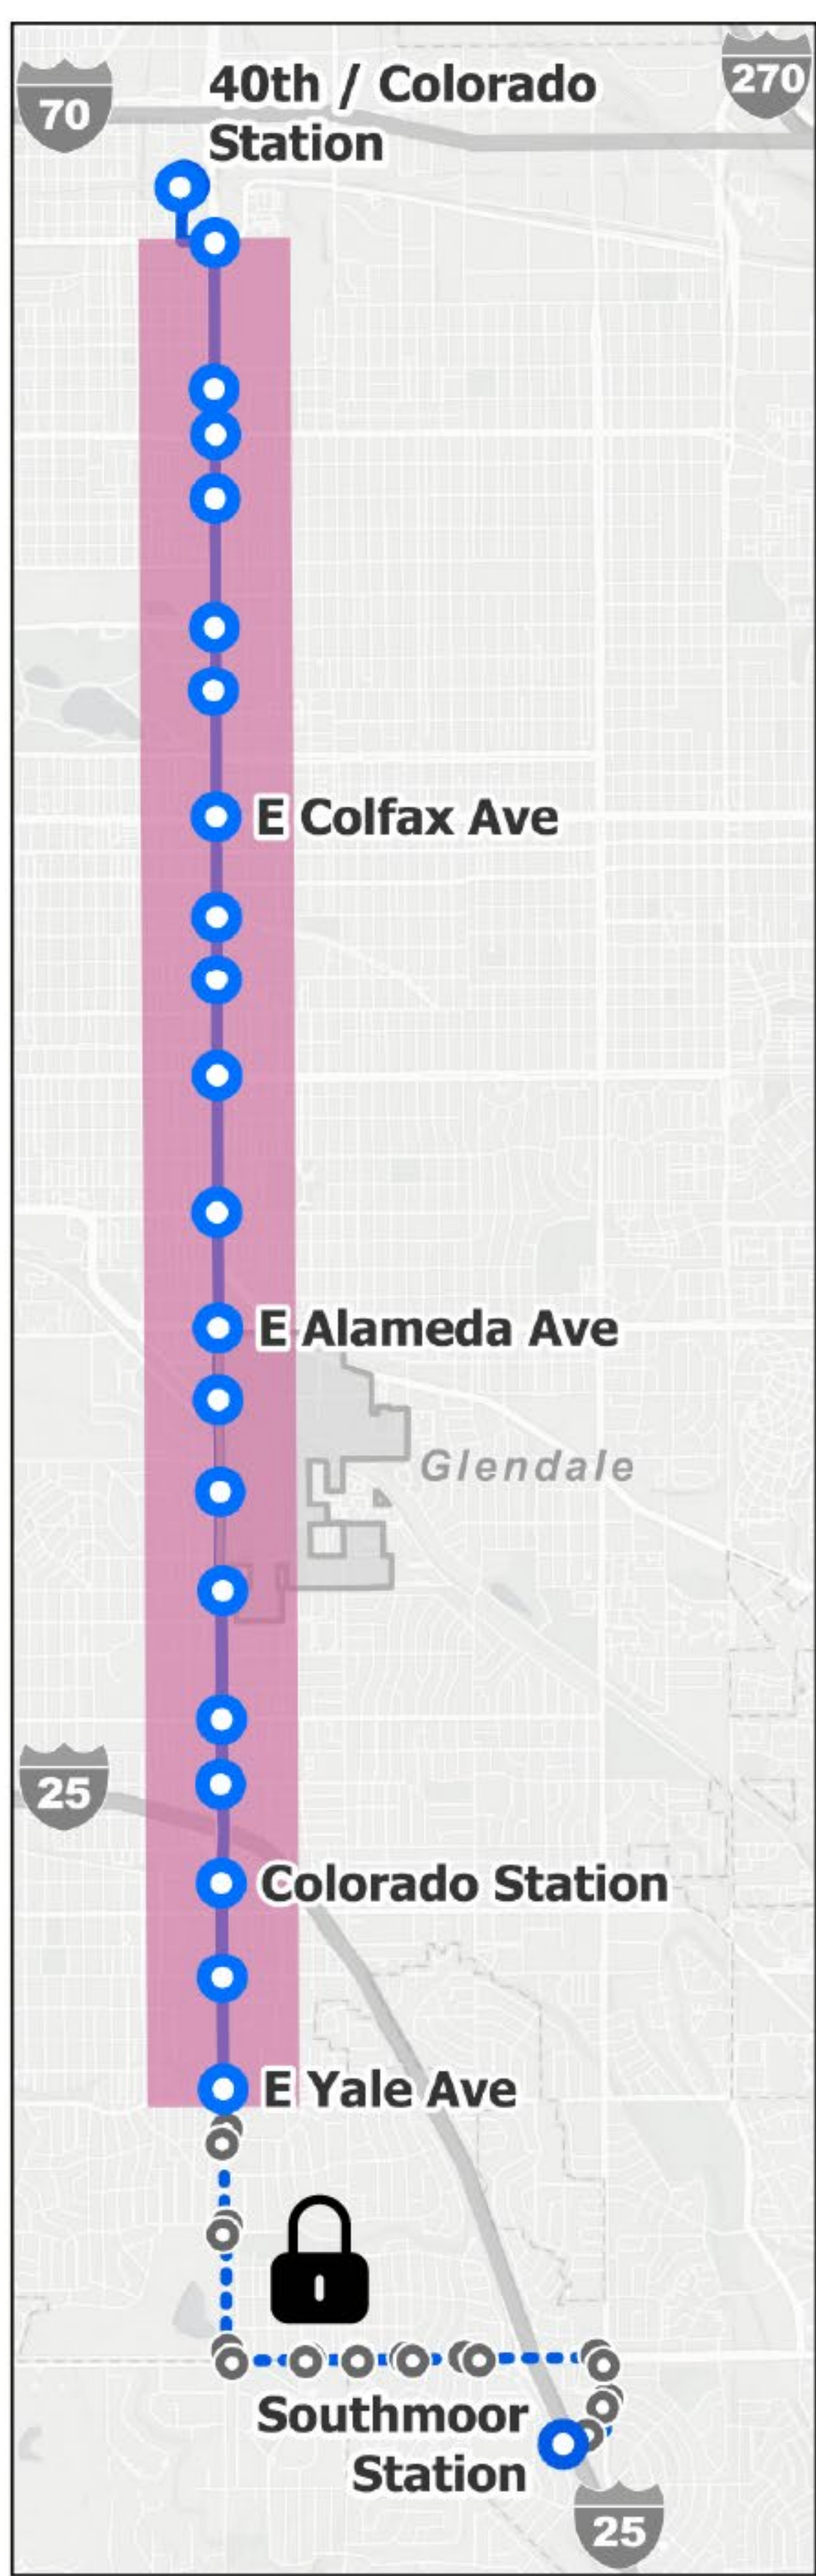 70
270
40th / Colorado
Station
E Colfax Ave
E Alameda Ave
Glendale
25
Colorado Station
E Yale Ave
Southmoor
Station
25